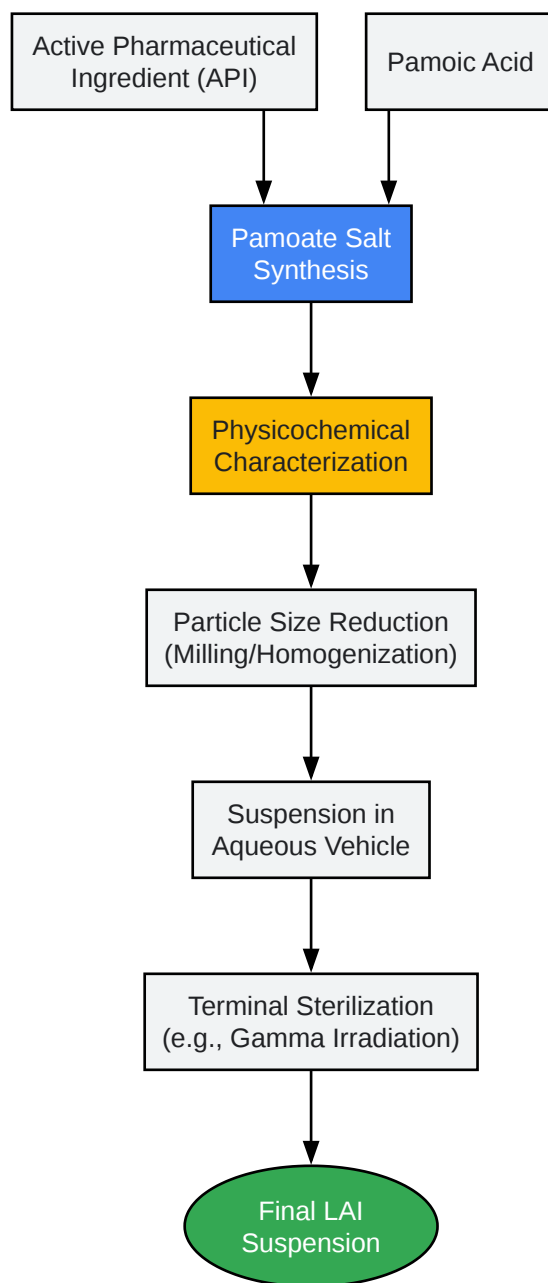 Active Pharmaceutical
Ingredient (API)
Pamoic Acid
Pamoate Salt
Synthesis
Physicochemical
Characterization
Particle Size Reduction
(Milling/Homogenization)
Suspension in
Aqueous Vehicle
Terminal Sterilization
(e.g., Gamma Irradiation)
Final LAI
Suspension